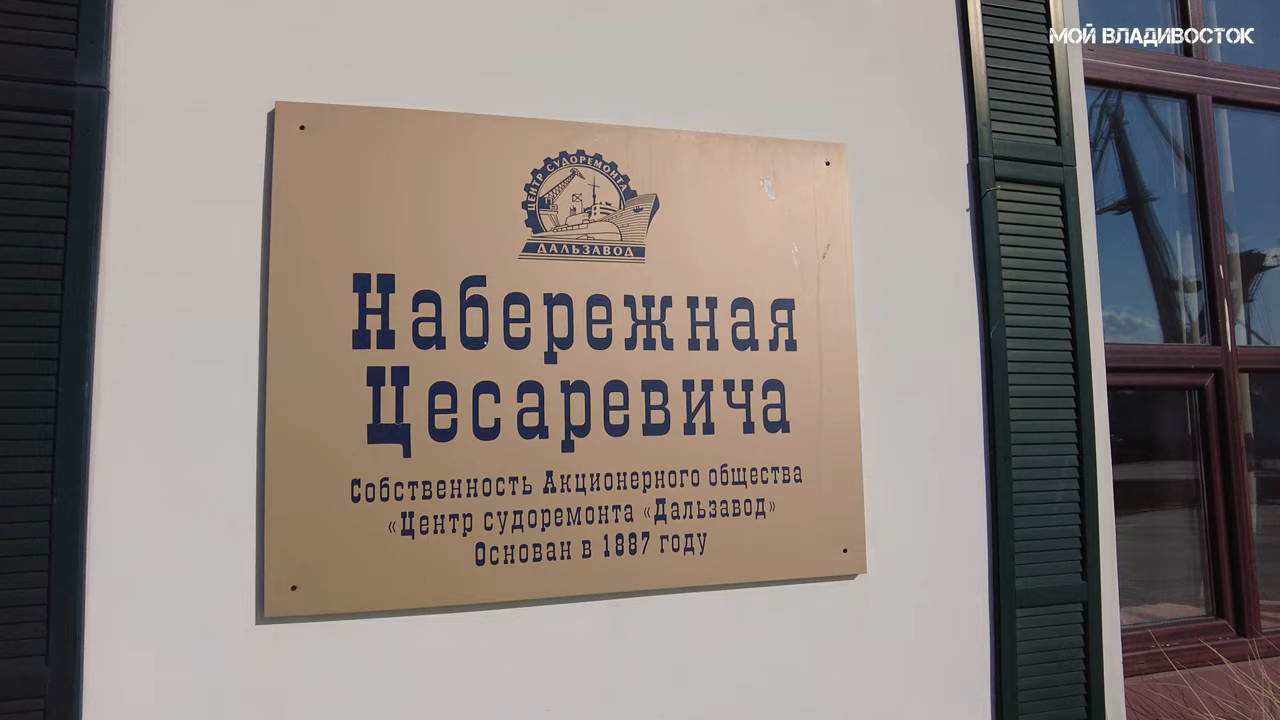 МОЙ ВЛАДИВОСТОК
ЦЕНТР СУДОРЕМОНТА
ДАЛЬЗАВОД
Набережная
Цесаревича
Собственность Акционерного общества
«Центр судоремонта «Дальзавод»
Основан в 1887 году